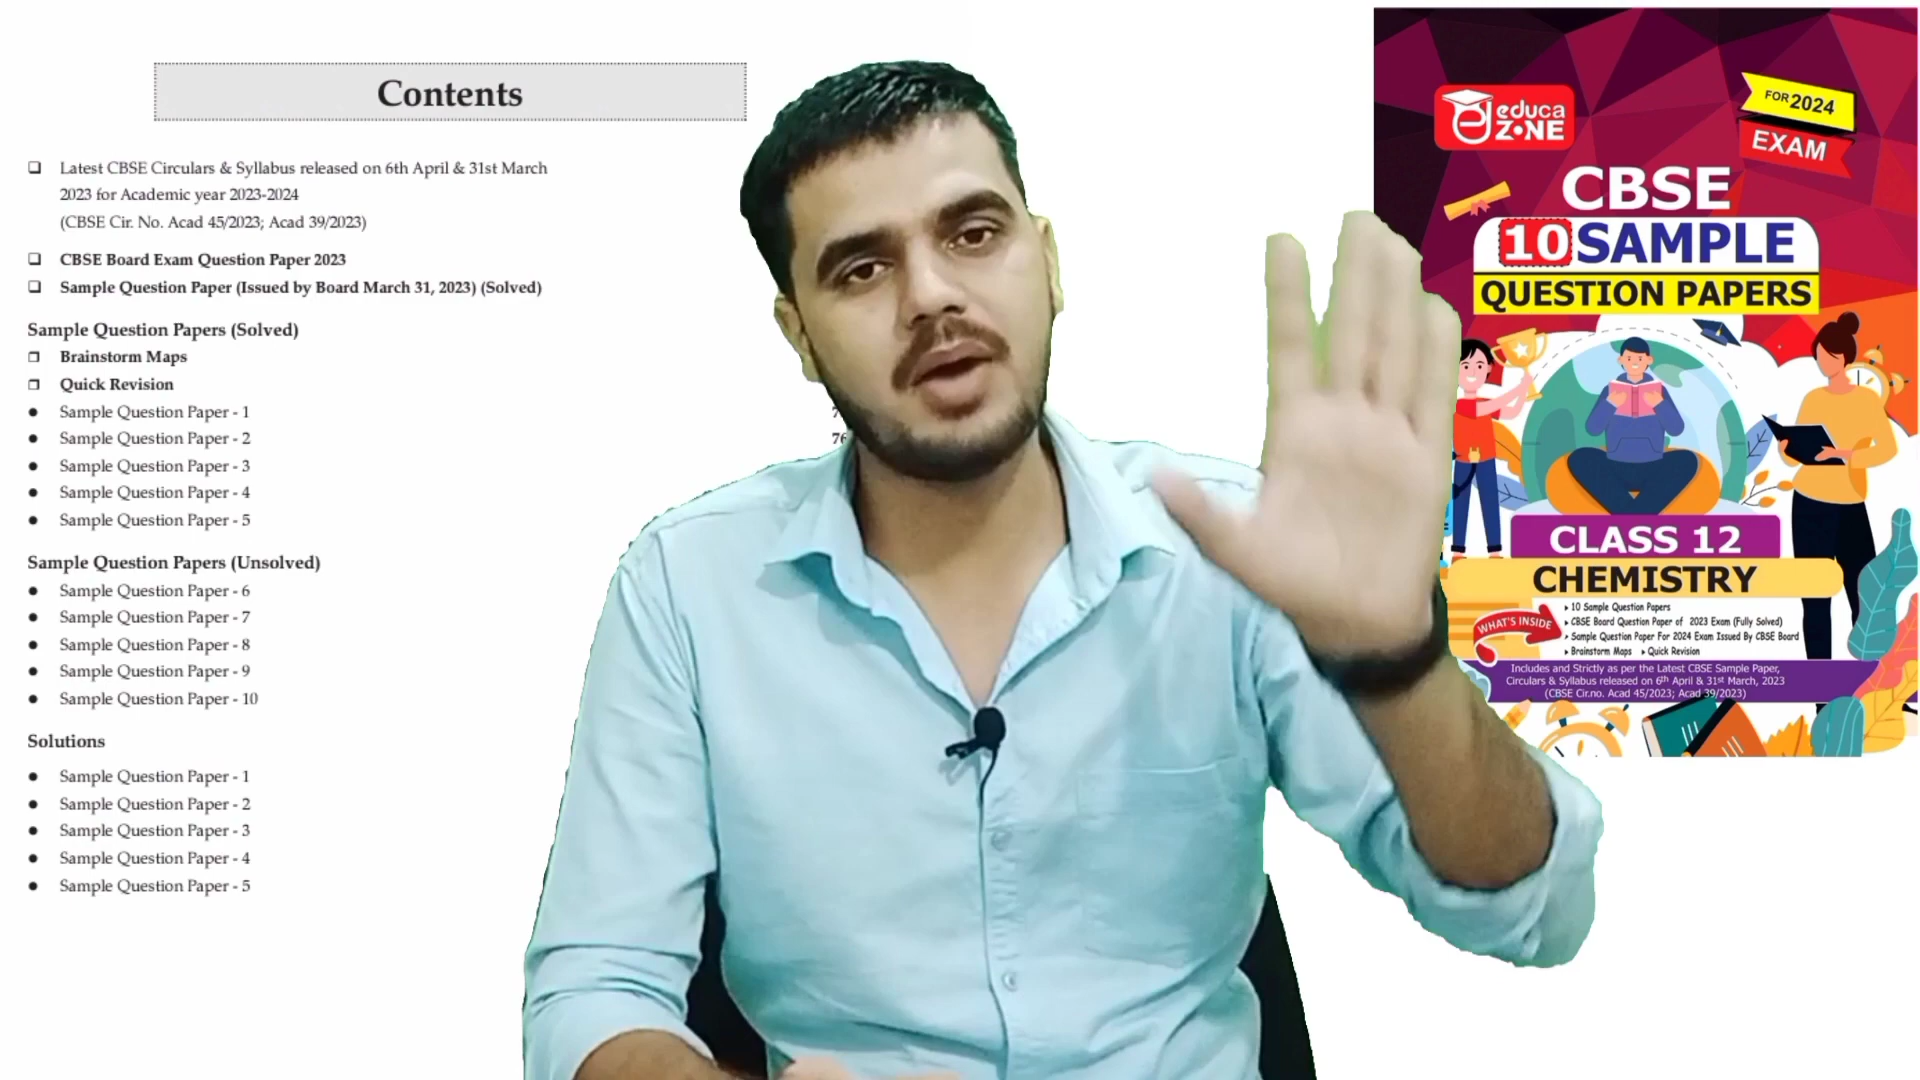 Contents
❑ Latest CBSE Circulars & Syllabus released on 6th April & 31st March
2023 for Academic year 2023-2024
(CBSE Cir. No. Acad 45/2023; Acad 39/2023)
❑ CBSE Board Exam Question Paper 2023
❑ Sample Question Paper (Issued by Board March 31, 2023) (Solved)
Sample Question Papers (Solved)
❒ Brainstorm Maps
❒ Quick Revision
● Sample Question Paper - 1
● Sample Question Paper - 2
● Sample Question Paper - 3
● Sample Question Paper - 4
● Sample Question Paper - 5
Sample Question Papers (Unsolved)
● Sample Question Paper - 6
● Sample Question Paper - 7
● Sample Question Paper - 8
● Sample Question Paper - 9
● Sample Question Paper - 10
Solutions
● Sample Question Paper - 1
● Sample Question Paper - 2
● Sample Question Paper - 3
● Sample Question Paper - 4
● Sample Question Paper - 5
educa
ZONE
FOR 2024
EXAM
CBSE
10 SAMPLE
QUESTION PAPERS
CLASS 12
CHEMISTRY
WHAT'S INSIDE
10 Sample Question Papers
CBSE Board Question Paper of 2023 Exam (Fully Solved)
Sample Question Paper For 2024 Exam Issued By CBSE Board
Brainstorm Maps Quick Revision
Includes and Strictly as per the Latest CBSE Sample Paper,
Circulars & Syllabus released on 6th April & 31st March, 2023
(CBSE Cir.no. Acad 45/2023; Acad 39/2023)